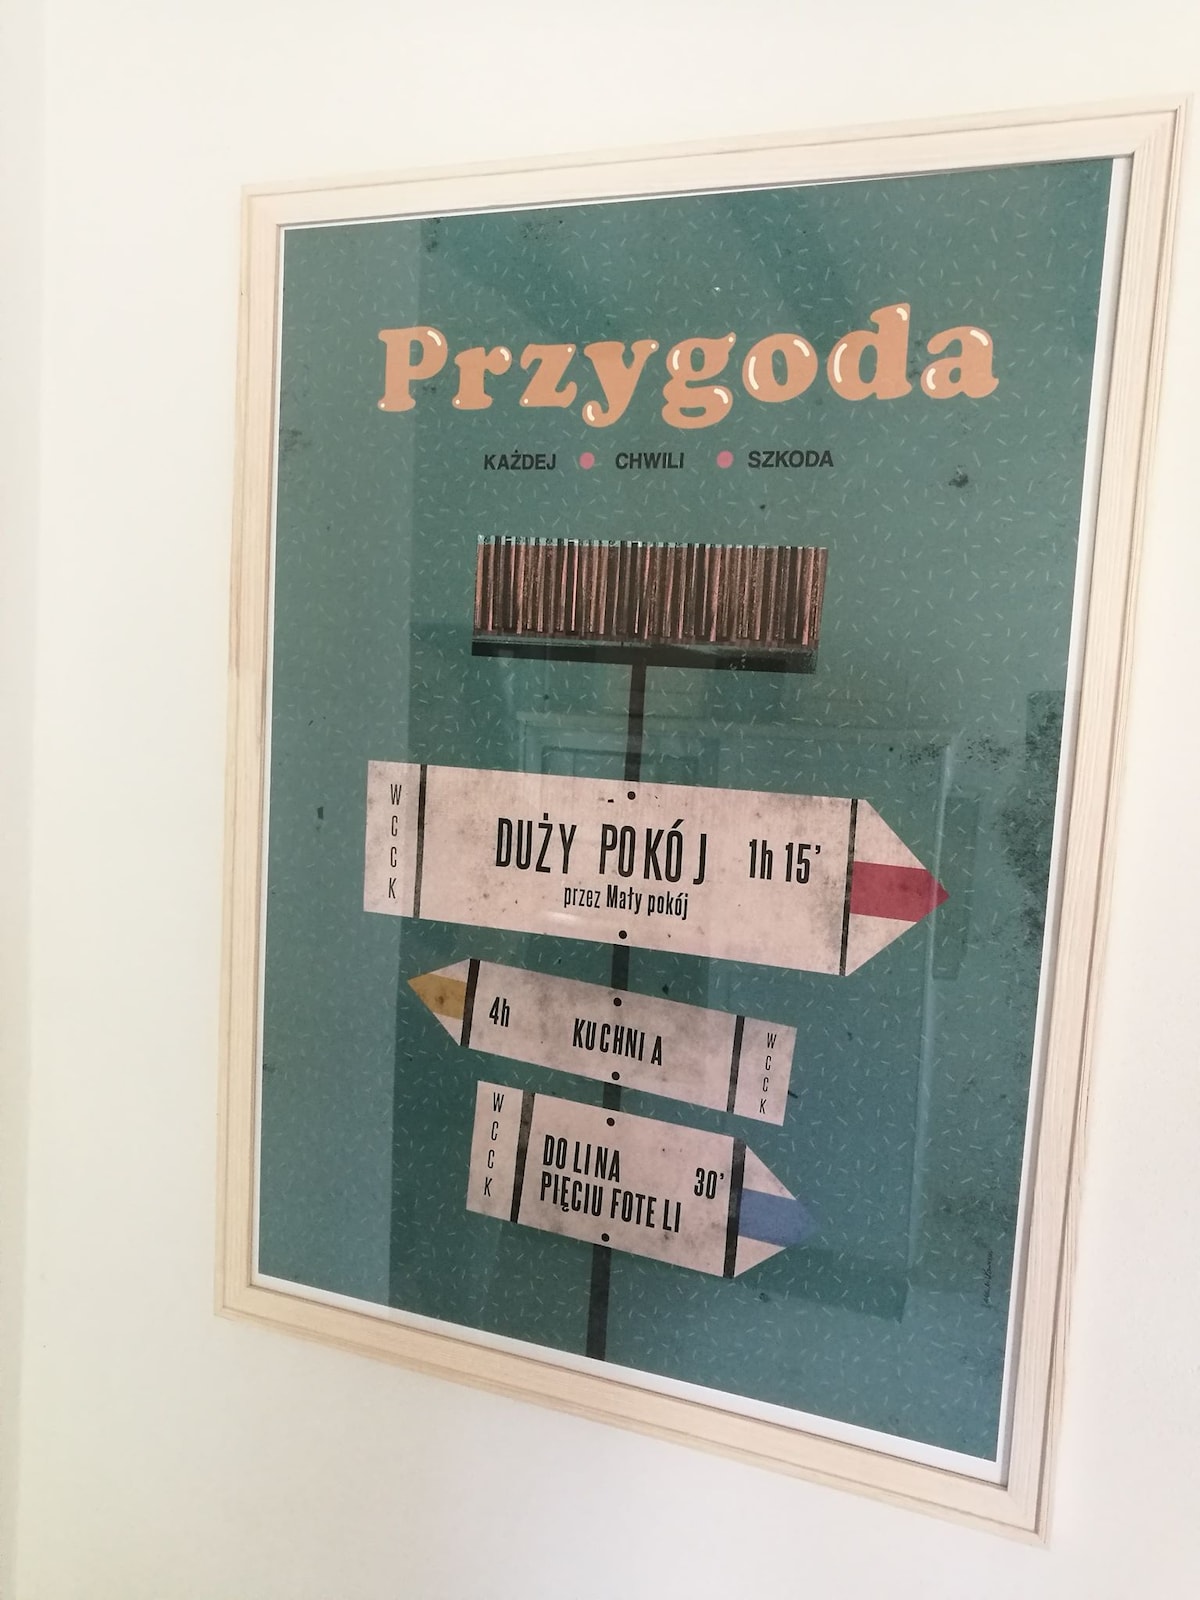 Przygoda
KAŻDEJ • CHWILI • SZKODA
WCCK
DUŻY POKÓJ 1h 15’
przez Mały pokój
4h KUCHNIA
WCCK
WCCK
DOLINA
PIĘCIU FOTELI
30’